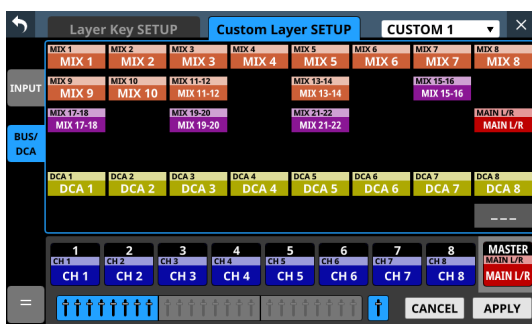 Layer Key SETUP Custom Layer SETUP CUSTOM 1 ▼ ×
MIX 1 MIX 2 MIX 3 MIX 4 MIX 5 MIX 6 MIX 7 MIX 8
MIX 1 MIX 2 MIX 3 MIX 4 MIX 5 MIX 6 MIX 7 MIX 8
INPUT
MIX 9 MIX 10 MIX 11-12 MIX 13-14 MIX 15-16
MIX 9 MIX 10 MIX 11-12 MIX 13-14 MIX 15-16
MIX 17-18 MIX 19-20 MIX 21-22 MAIN L/R
MIX 17-18 MIX 19-20 MIX 21-22 MAIN L/R
BUS/
DCA
DCA 1 DCA 2 DCA 3 DCA 4 DCA 5 DCA 6 DCA 7 DCA 8
DCA 1 DCA 2 DCA 3 DCA 4 DCA 5 DCA 6 DCA 7 DCA 8
---
1 2 3 4 5 6 7 8 MASTER
CH 1 CH 2 CH 3 CH 4 CH 5 CH 6 CH 7 CH 8 MAIN L/R
CH 1 CH 2 CH 3 CH 4 CH 5 CH 6 CH 7 CH 8 MAIN L/R
CANCEL APPLY